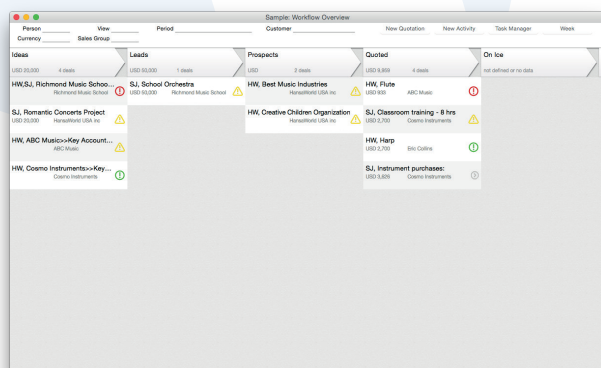 Sample: Workflow Overview
Person View Period Customer New Quotation New Activity Task Manager Week
Currency Sales Group
Ideas Leads Prospects Quoted On Ice
USD 20,000 4 deals USD 50,000 1 deals USD 2 deals USD 9,859 4 deals not defined or no data
HW,SJ, Richmond Music Schoo...
Richmond Music School
SJ, School Orchestra
USD 50,000 Richmond Music School
HW, Best Music Industries
HansaWorld USA inc
HW, Flute
USD 833 ABC Music
SJ, Romantic Concerts Project
USD 20,000 HansaWorld USA inc
HW, Creative Children Organization
HansaWorld USA inc
SJ, Classroom training - 8 hrs
USD 2,700 Cosmo Instruments
HW, ABC Music>>Key Account...
ABC Music
HW, Harp
USD 2,700 Eric Collins
HW, Cosmo Instruments>>Key...
Cosmo Instruments
SJ, Instrument purchases:
USD 3,626 Cosmo Instruments